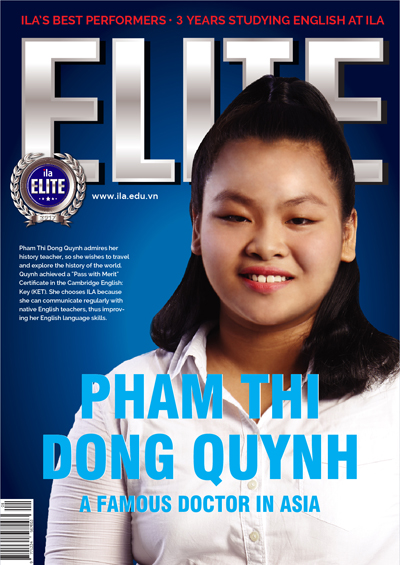 ILA'S BEST PERFORMERS • 3 YEARS STUDYING ENGLISH AT ILA
ELITE
ila
ELITE
www.ila.edu.vn
Pham Thi Dong Quynh admires her
history teacher, so she wishes to travel
and explore the history of the world.
Quynh achieved a "Pass with Merit"
Certificate in the Cambridge English:
Key (KET). She chooses ILA because
she can communicate regularly with
native English teachers, thus improv-
ing her English language skills.
PHAM THI
DONG QUYNH
A FAMOUS DOCTOR IN ASIA